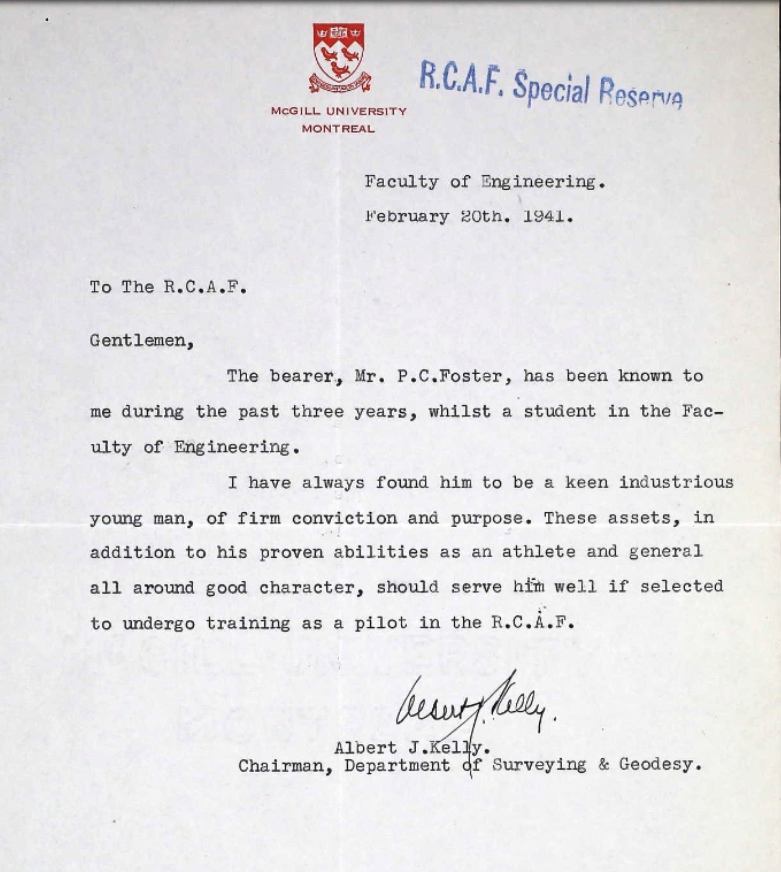 McGILL UNIVERSITY
MONTREAL
R.C.A.F. Special Reserve
Faculty of Engineering.
February 20th. 1941.
To The R.C.A.F.
Gentlemen,
The bearer, Mr. P.C.Foster, has been known to
me during the past three years, whilst a student in the Fac-
ulty of Engineering.
I have always found him to be a keen industrious
young man, of firm conviction and purpose. These assets, in
addition to his proven abilities as an athlete and general
all around good character, should serve him well if selected
to undergo training as a pilot in the R.C.A.F.
Albert J. Kelly.
Albert J.Kelly.
Chairman, Department of Surveying & Geodesy.